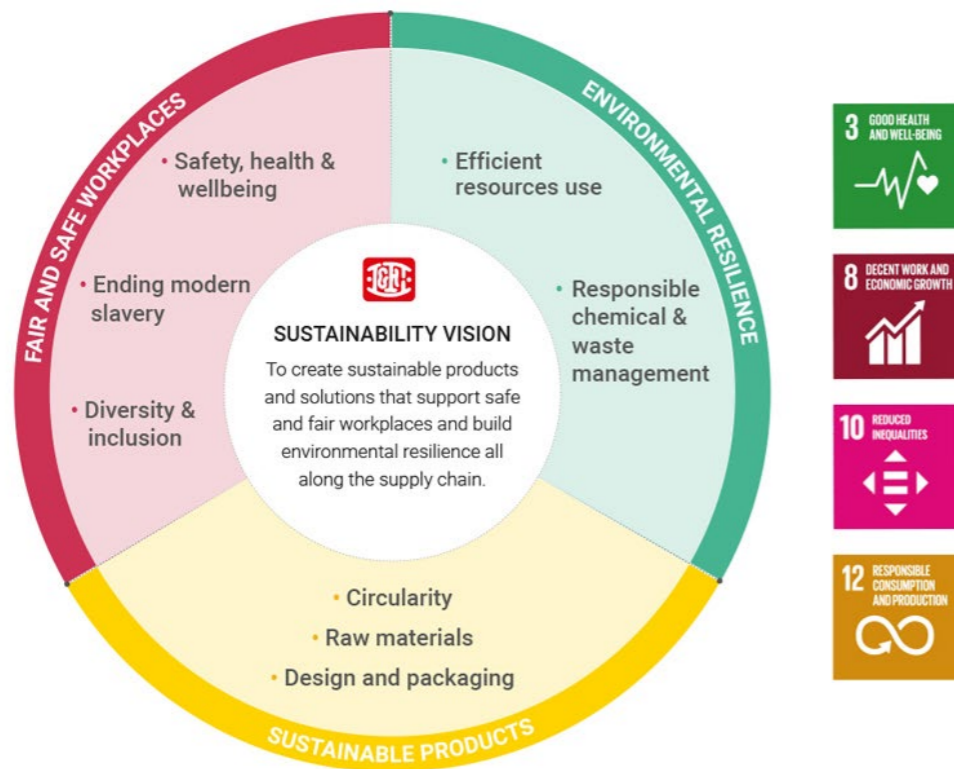 FAIR AND SAFE WORKPLACES
• Safety, health &
wellbeing
• Ending modern
slavery
• Diversity &
inclusion
ENVIRONMENTAL RESILIENCE
• Efficient
resources use
• Responsible
chemical &
waste
management
SUSTAINABILITY VISION
To create sustainable products
and solutions that support safe
and fair workplaces and build
environmental resilience all
along the supply chain.
• Circularity
• Raw materials
• Design and packaging
SUSTAINABLE PRODUCTS
3 GOOD HEALTH
AND WELL-BEING
8 DECENT WORK AND
ECONOMIC GROWTH
10 REDUCED
INEQUALITIES
12 RESPONSIBLE
CONSUMPTION
AND PRODUCTION